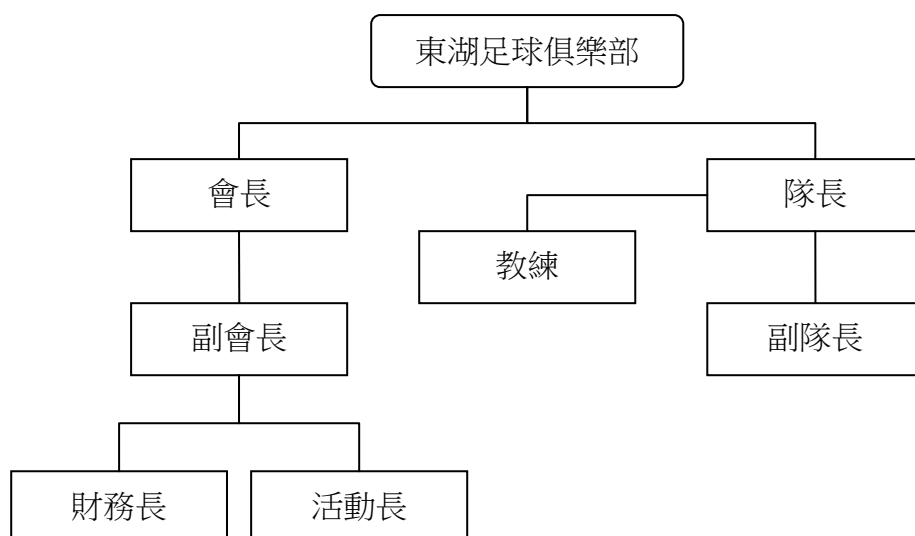 東湖足球俱樂部
會長
隊長
教練
副會長
副隊長
財務長
活動長